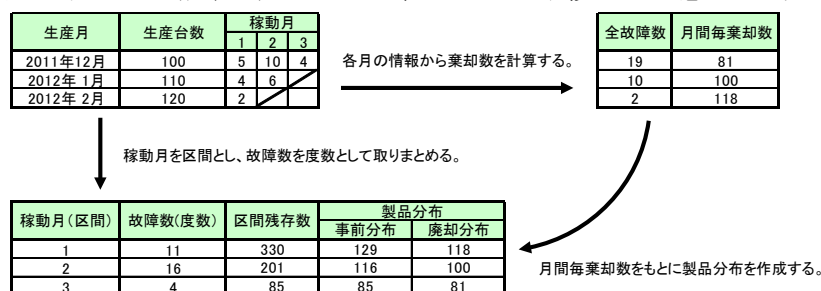 生産月 生産台数 稼動月
1 2 3
2011年12月 100 5 10 4
2012年 1月 110 4 6
2012年 2月 120 2
各月の情報から棄却数を計算する。
全故障数 月間毎棄却数
19 81
10 100
2 118
稼動月を区間とし、故障数を度数として取りまとめる。
稼動月(区間) 故障数(度数) 区間残存数 製品分布
事前分布 廃却分布
1 11 330 129 118
2 16 201 116 100
3 4 85 85 81
月間毎棄却数をもとに製品分布を作成する。